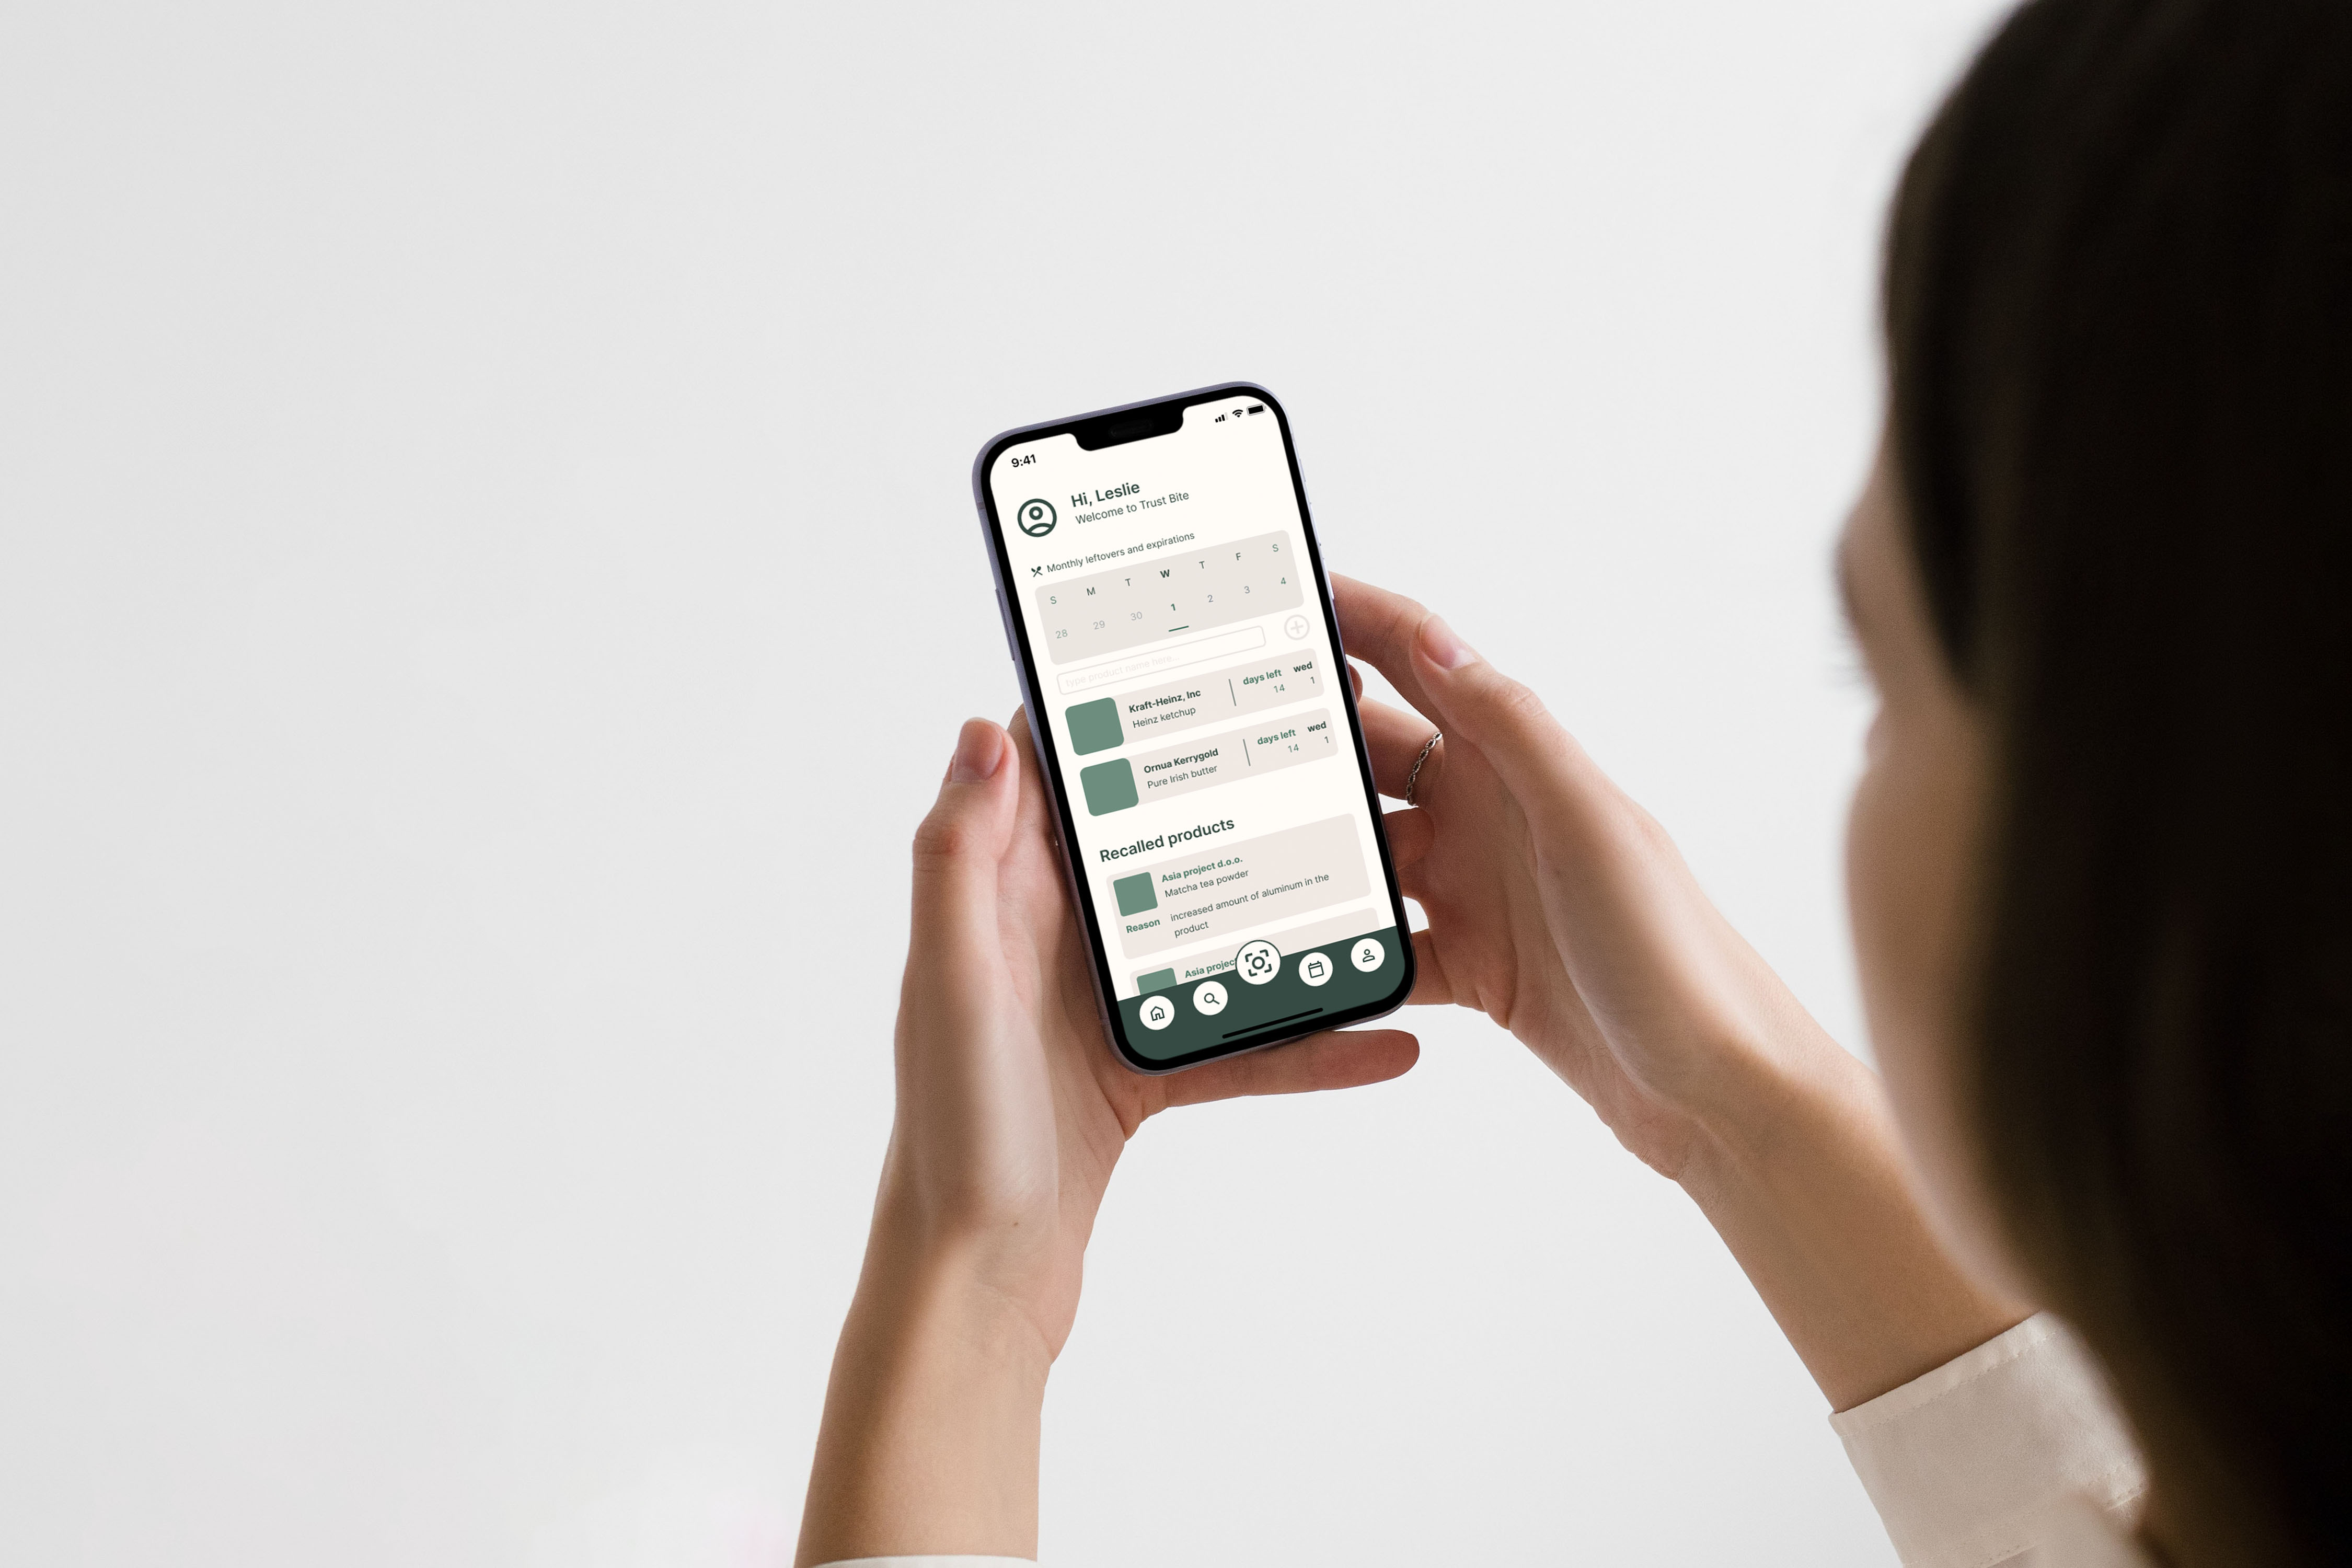 9:41
Hi, Leslie
Welcome to Trust Bite
Monthly leftovers and expirations
S M T W T F S
28 29 30 1 2 3 4
Type product name here...
Kraft-Heinz, Inc
Heinz ketchup
days left wed
14 1
Ornua Kerrygold
Pure Irish butter
days left wed
14 1
Recalled products
Asia project d.o.o.
Matcha tea powder
Reason increased amount of aluminum in the
product
Asia projec